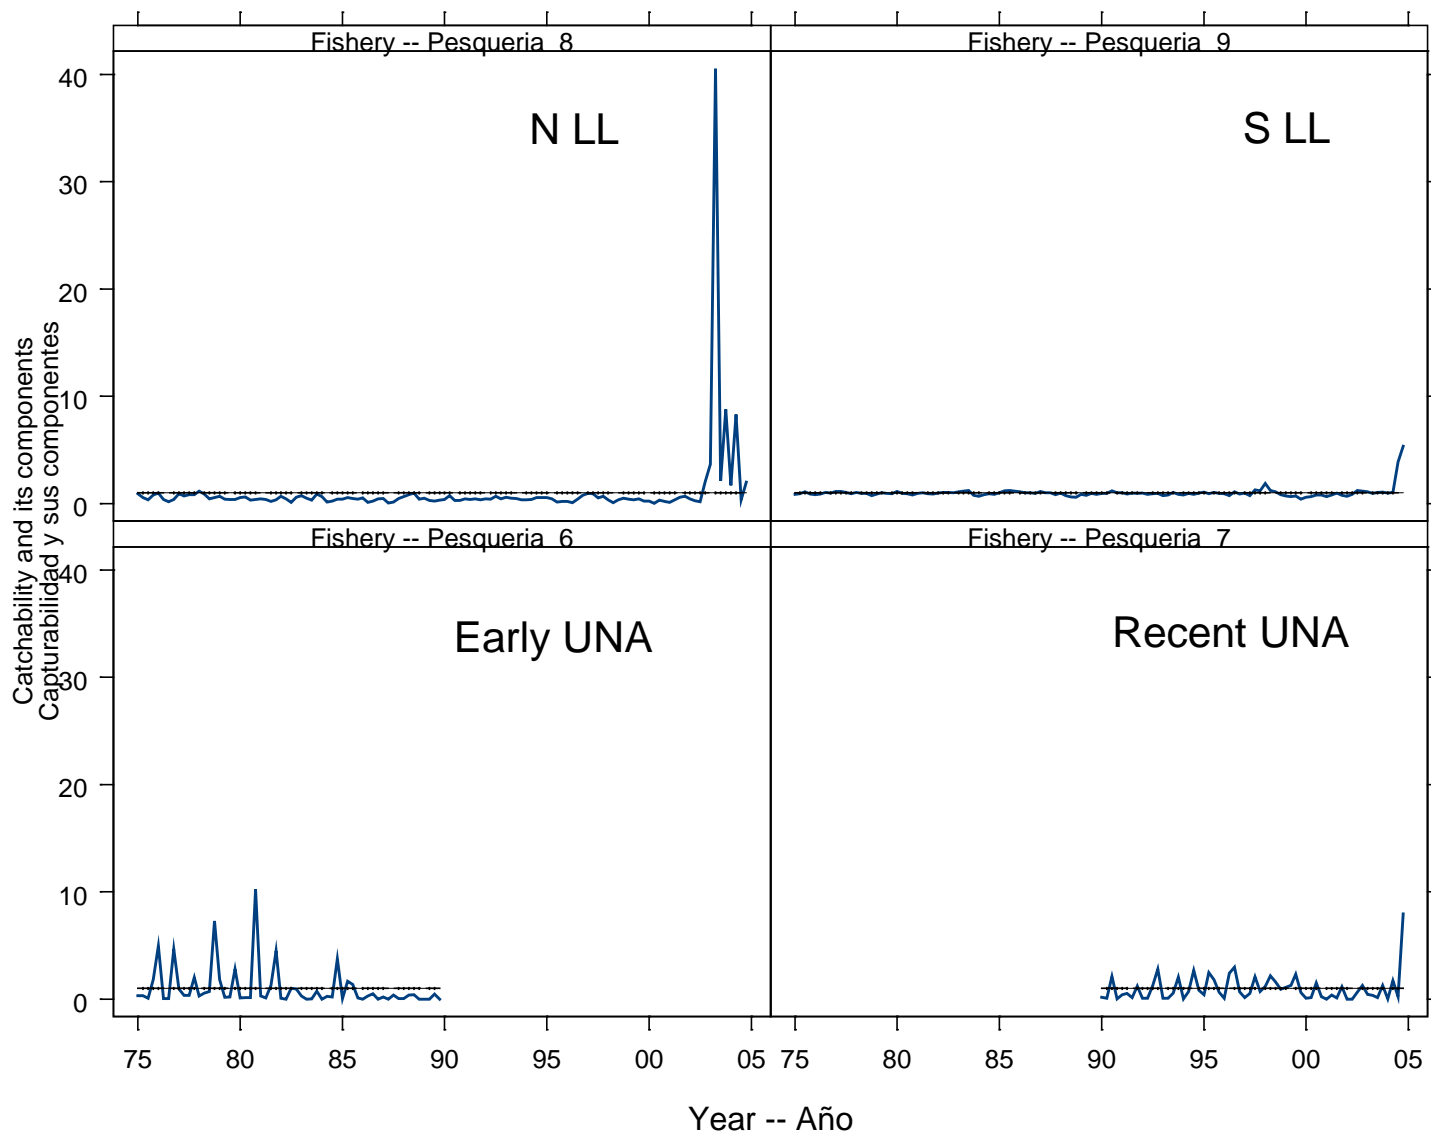 Fishery -- Pesqueria 8
Fishery -- Pesqueria 9
40
30
20
10
0
N LL
S LL
Catchability and its components
Capturabilidad y sus componentes
Fishery -- Pesqueria 6
Fishery -- Pesqueria 7
40
30
20
10
0
Early UNA
Recent UNA
75 80 85 90 95 00 05 75 80 85 90 95 00 05
Year -- Año